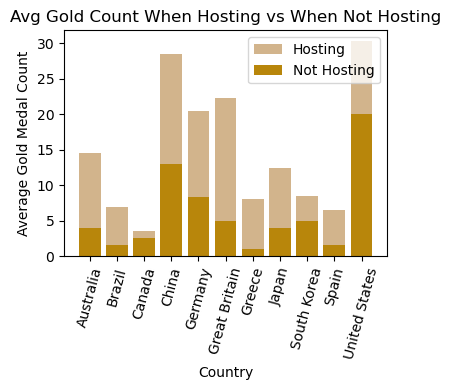 Avg Gold Count When Hosting vs When Not Hosting
Hosting
Not Hosting
Average Gold Medal Count
30
25
20
15
10
5
0
Australia
Brazil
Canada
China
Germany
Great Britain
Greece
Japan
South Korea
Spain
United States
Country